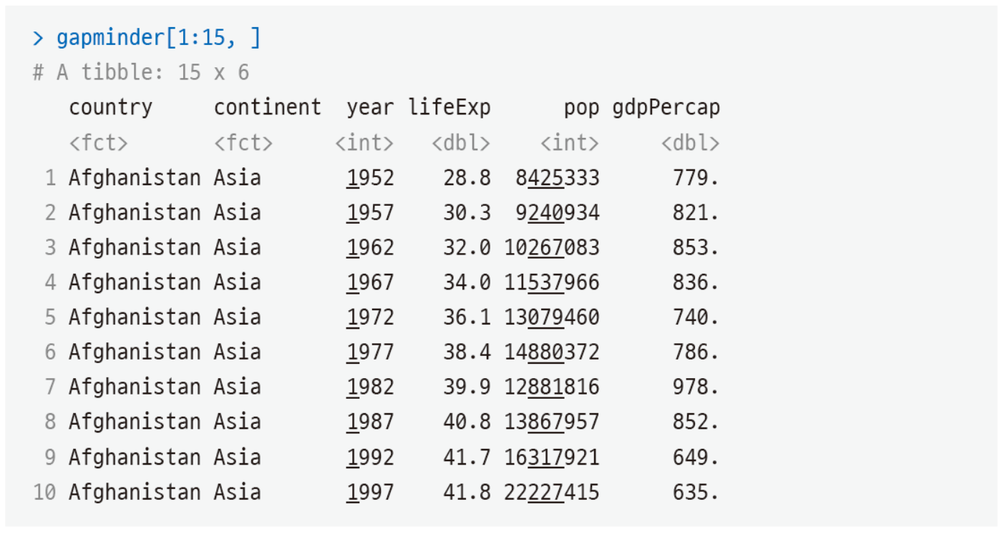 > gapminder[1:15, ]
# A tibble: 15 x 6
country continent year lifeExp pop gdpPercap
<fct> <fct> <int> <dbl> <int> <dbl>
1 Afghanistan Asia 1952 28.8 8425333 779.
2 Afghanistan Asia 1957 30.3 9240934 821.
3 Afghanistan Asia 1962 32.0 10267083 853.
4 Afghanistan Asia 1967 34.0 11537966 836.
5 Afghanistan Asia 1972 36.1 13079460 740.
6 Afghanistan Asia 1977 38.4 14880372 786.
7 Afghanistan Asia 1982 39.9 12881816 978.
8 Afghanistan Asia 1987 40.8 13867957 852.
9 Afghanistan Asia 1992 41.7 16317921 649.
10 Afghanistan Asia 1997 41.8 22227415 635.